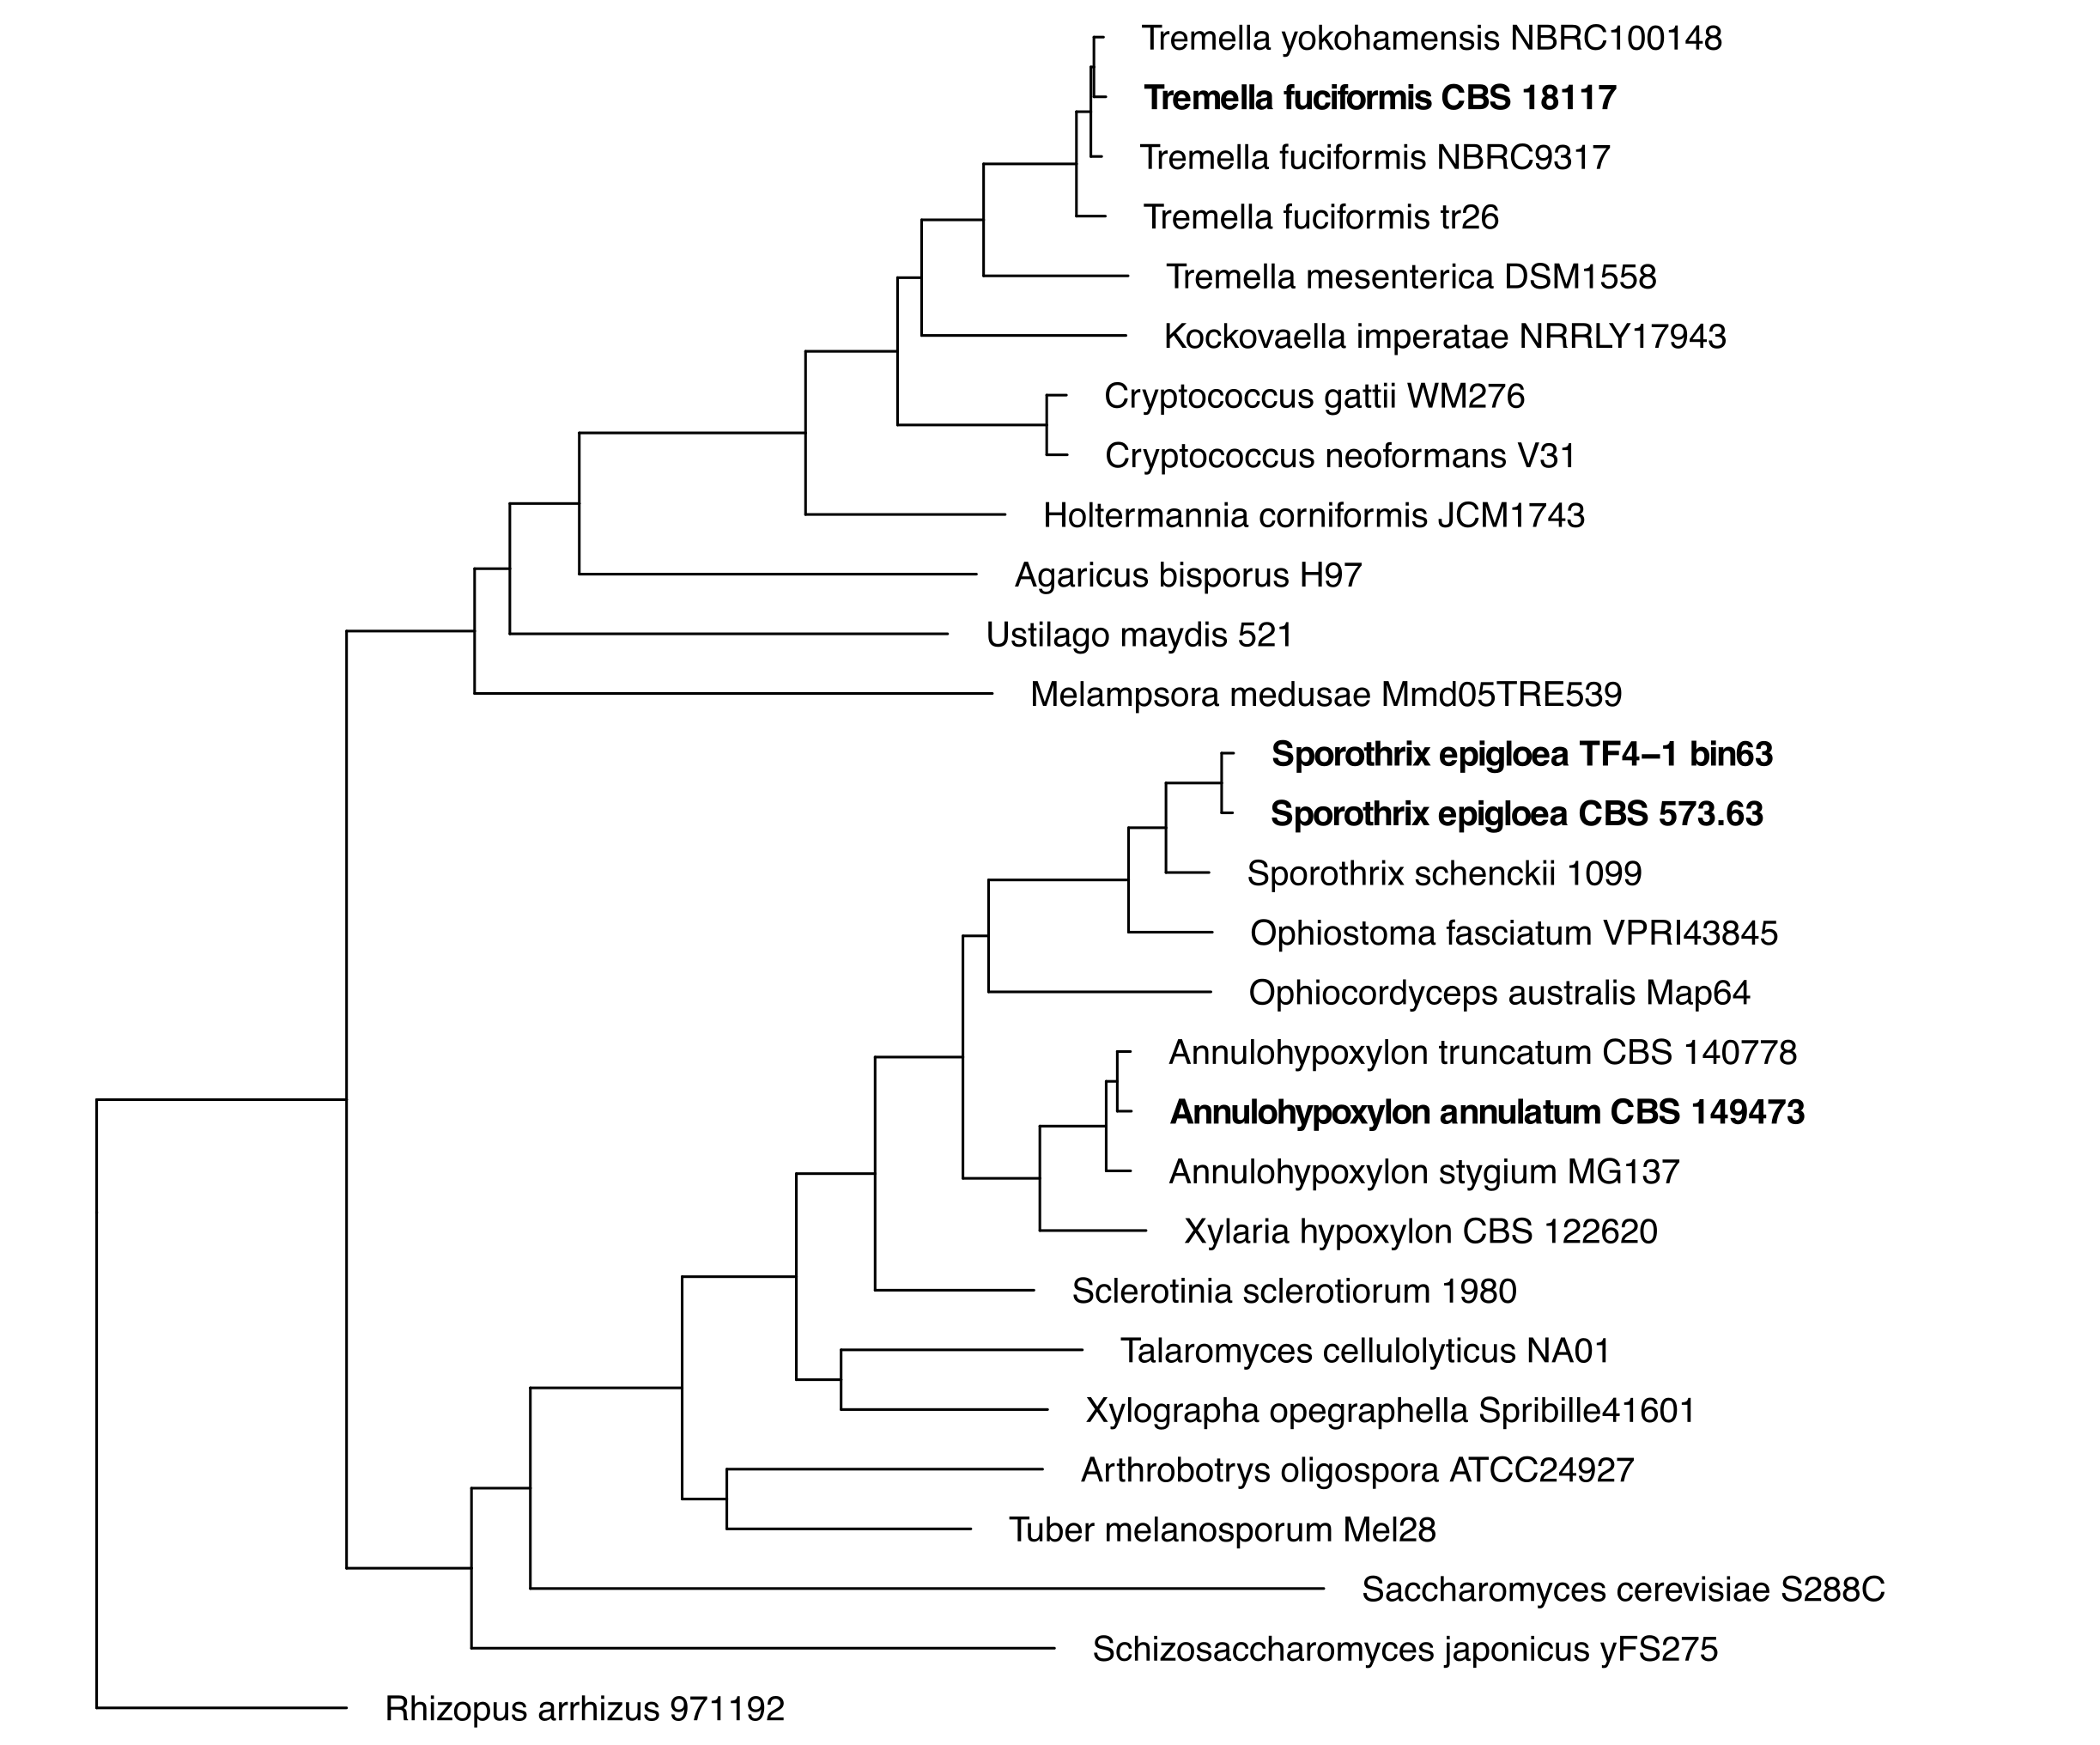 Tremella yokohamensis NBRC100148
Tremella fuciformis CBS 18117
Tremella fuciformis NBRC9317
Tremella fuciformis tr26
Tremella mesenterica DSM1558
Kockovaella imperatae NRRLY17943
Cryptococcus gattii WM276
Cryptococcus neoformans V31
Holtermannia corniformis JCM1743
Agaricus bisporus H97
Ustilago maydis 521
Melampsora medusae Mmd05TRE539
Sporothrix epigloea TF4−1 bin63
Sporothrix epigloea CBS 573.63
Sporothrix schenckii 1099
Ophiostoma fasciatum VPRI43845
Ophiocordyceps australis Map64
Annulohypoxylon truncatum CBS 140778
Annulohypoxylon annulatum CBS 149473
Annulohypoxylon stygium MG137
Xylaria hypoxylon CBS 122620
Sclerotinia sclerotiorum 1980
Talaromyces cellulolyticus NA01
Xylographa opegraphella Spribille41601
Arthrobotrys oligospora ATCC24927
Tuber melanosporum Mel28
Saccharomyces cerevisiae S288C
Schizosaccharomyces japonicus yFS275
Rhizopus arrhizus 971192